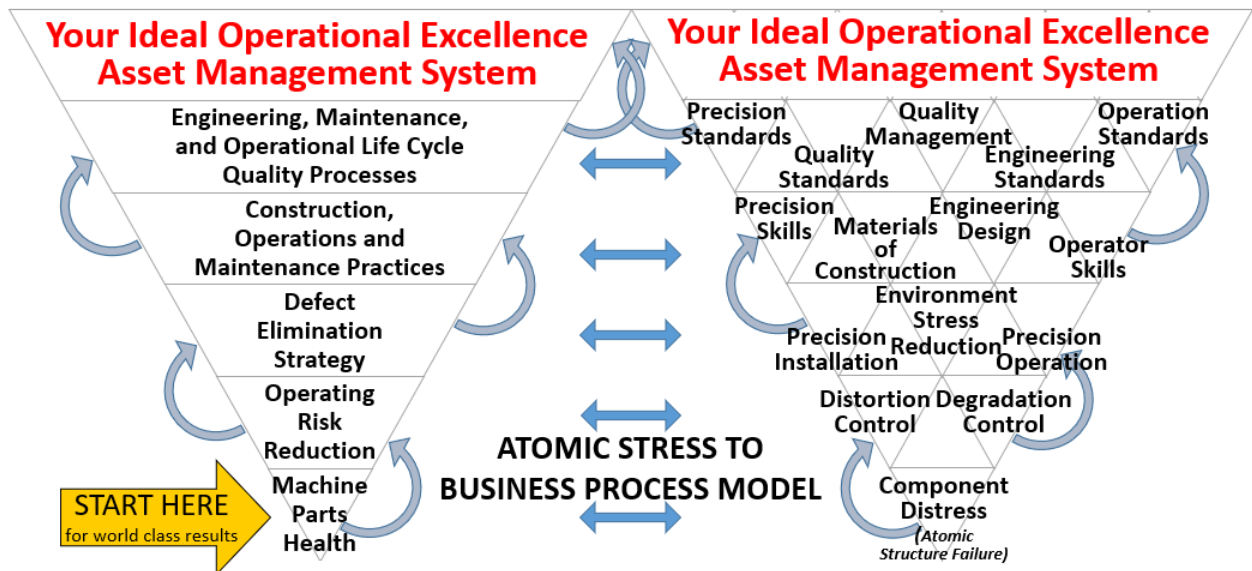 Your Ideal Operational Excellence
Asset Management System
Engineering, Maintenance,
and Operational Life Cycle
Quality Processes
Construction,
Operations and
Maintenance Practices
Defect
Elimination
Strategy
Operating
Risk
Reduction
Machine
Parts
Health
START HERE
for world class results
ATOMIC STRESS TO
BUSINESS PROCESS MODEL
Your Ideal Operational Excellence
Asset Management System
Precision
Standards
Quality
Standards
Quality
Management
Engineering
Standards
Operation
Standards
Precision
Skills
Materials
of
Construction
Engineering
Design
Operator
Skills
Precision
Installation
Environment
Stress
Reduction
Precision
Operation
Distortion
Control
Degradation
Control
Component
Distress
(Atomic
Structure Failure)